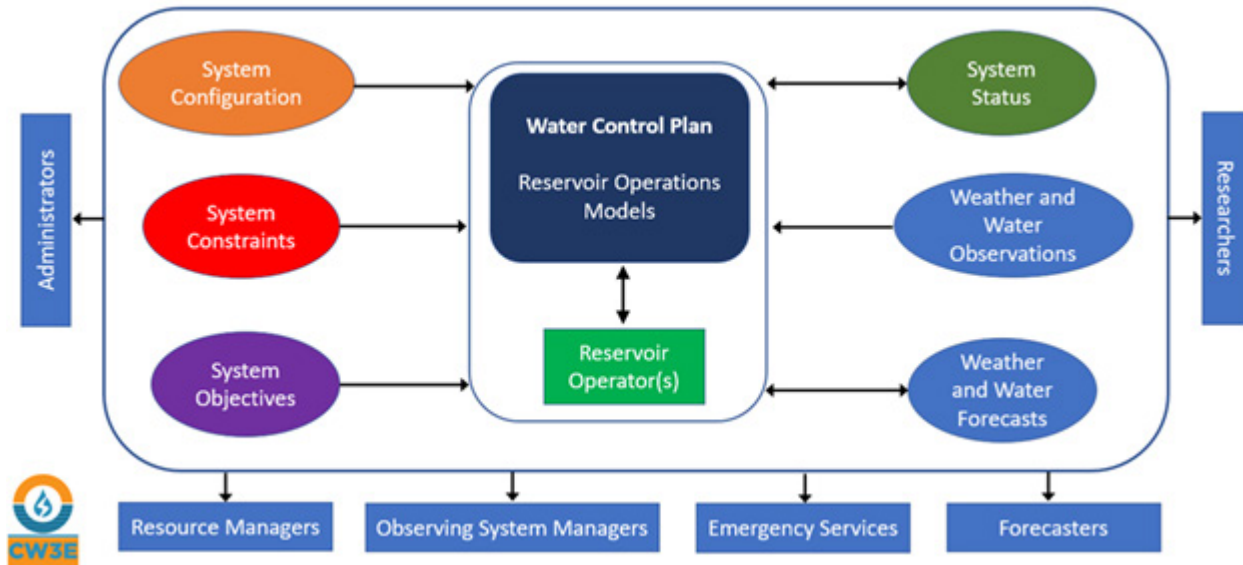 System
Configuration
System
Status
Water Control Plan
Reservoir Operations
Models
Administrators
System
Constraints
Weather and
Water
Observations
Researchers
System
Objectives
Reservoir
Operator(s)
Weather
and Water
Forecasts
CW3E
Resource Managers
Observing System Managers
Emergency Services
Forecasters